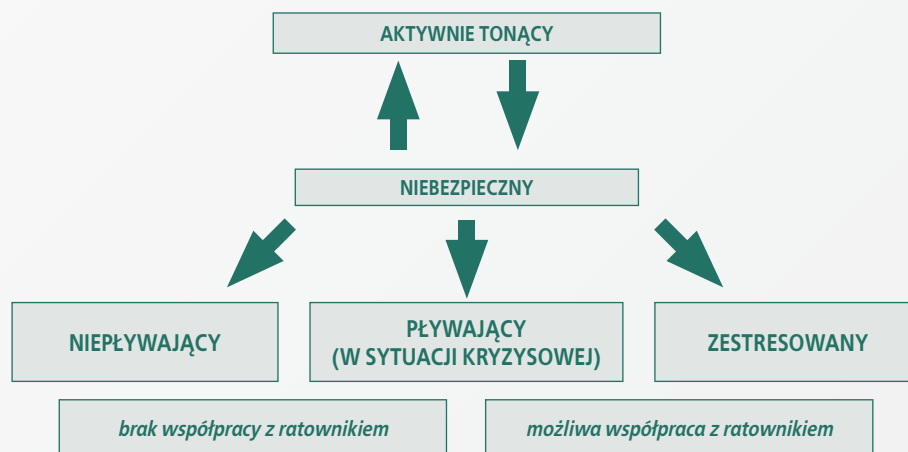 AKTYWNIE TONĄCY
NIEBEZPIECZNY
NIEPŁYWAJĄCY
PŁYWAJĄCY
(W SYTUACJI KRYZYSOWEJ)
ZESTRESOWANY
brak współpracy z ratownikiem
możliwa współpraca z ratownikiem